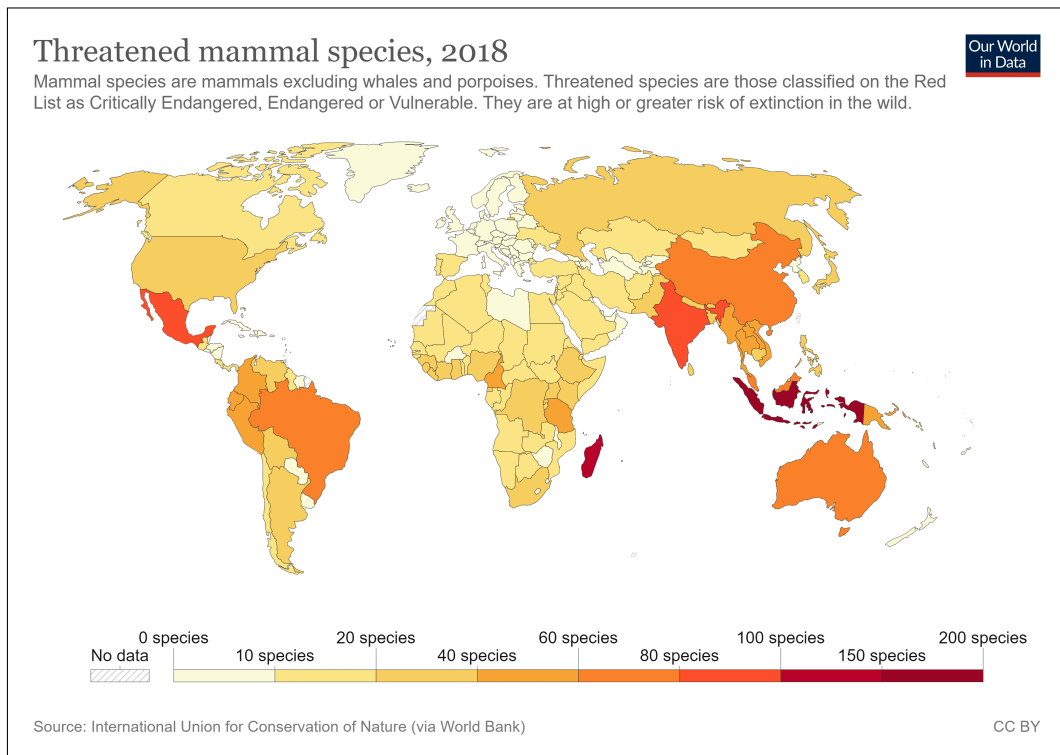 Threatened mammal species, 2018
Our World
in Data
Mammal species are mammals excluding whales and porpoises. Threatened species are those classified on the Red
List as Critically Endangered, Endangered or Vulnerable. They are at high or greater risk of extinction in the wild.
0 species
20 species
60 species
100 species
200 species
No data
10 species
40 species
80 species
150 species
Source: International Union for Conservation of Nature (via World Bank)
CC BY